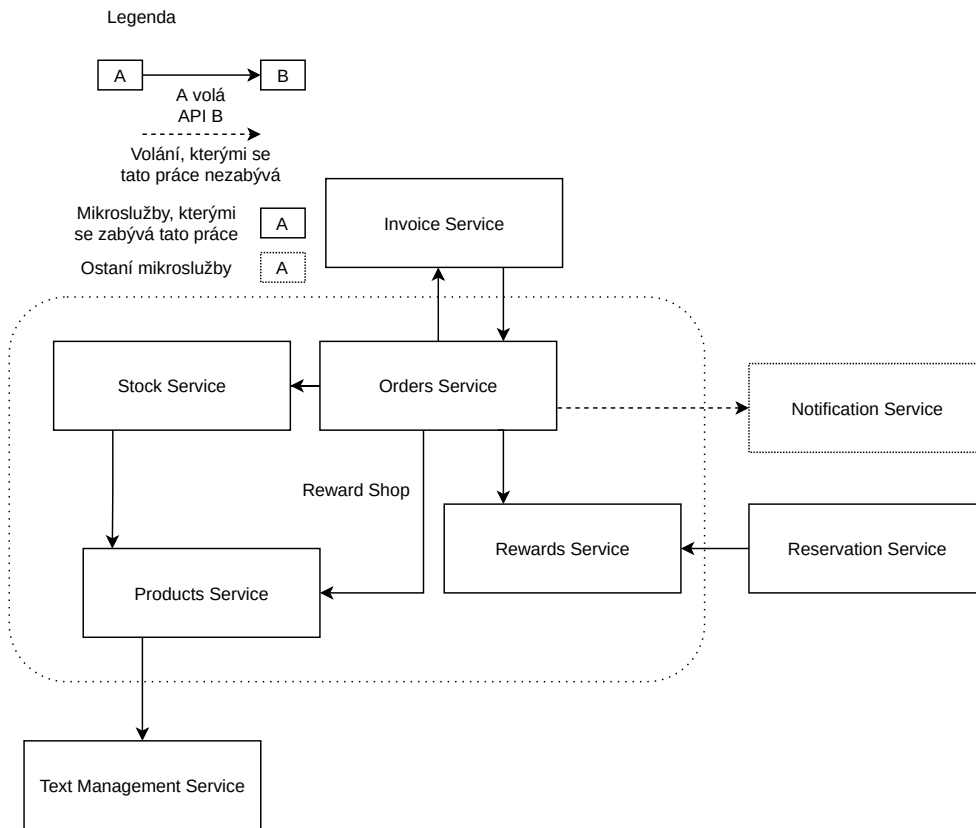 Legenda
A
B
A volá
API B
Volání, kterými se
tato práce nezabývá
Mikroslužby, kterými
se zabývá tato práce
A
Ostaní mikroslužby
A
Invoice Service
Stock Service
Orders Service
Notification Service
Reward Shop
Rewards Service
Reservation Service
Products Service
Text Management Service